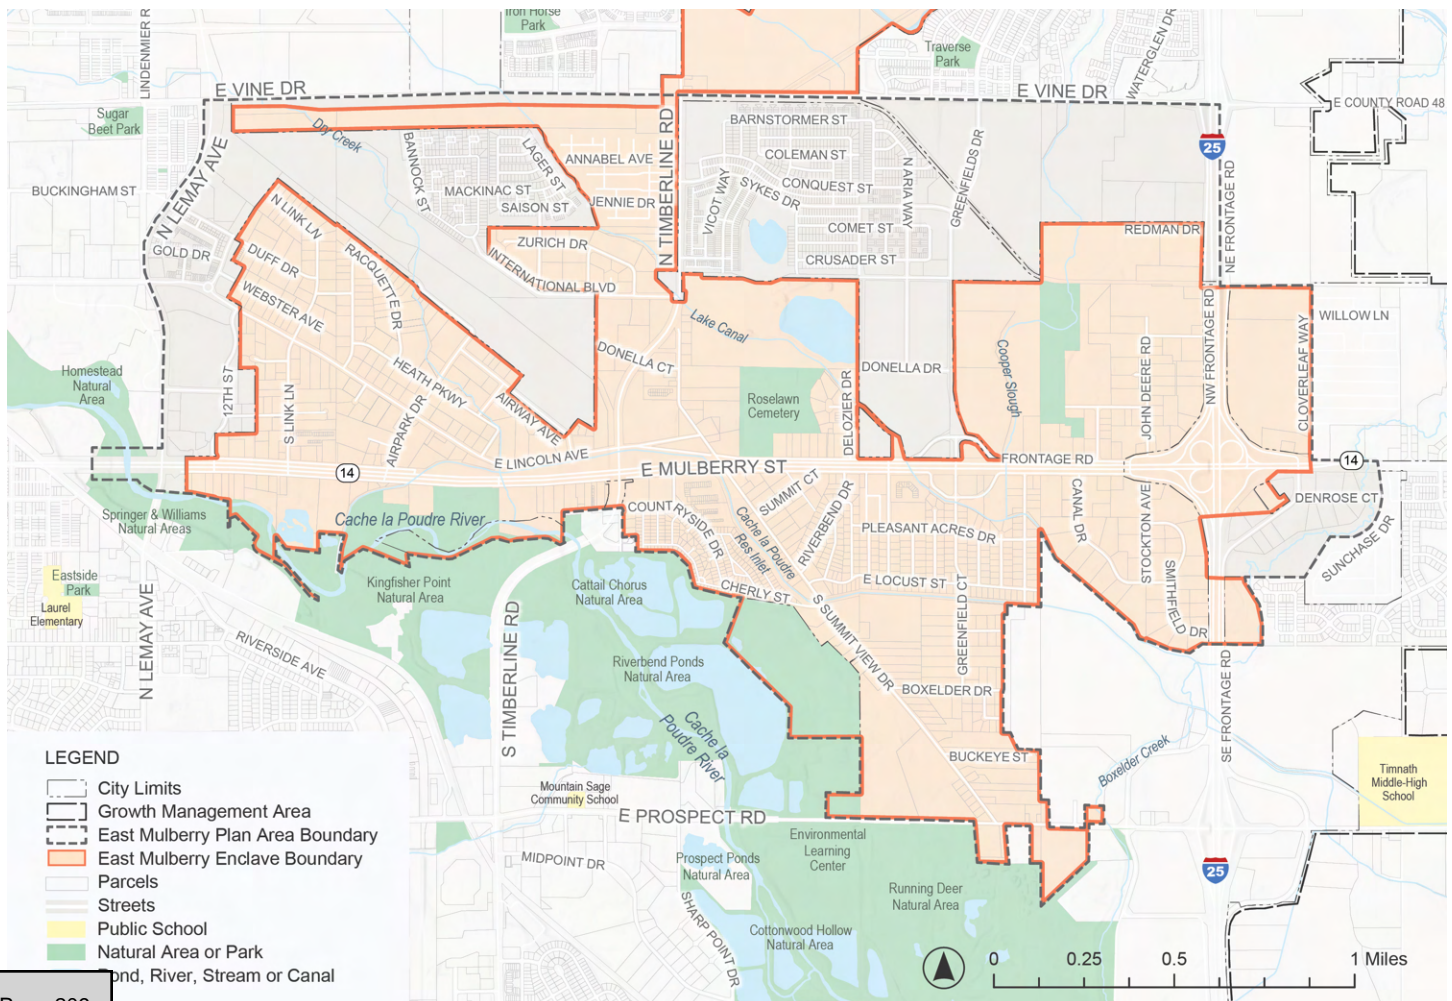 Iron Horse
Park
LINDENMIER R
Traverse
Park
WATERGLEN DR
E VINE DR
E VINE DR
E COUNTY ROAD 48
Sugar
Beet Park
Dry Creek
BANNOCK ST
LAGER ST
ANNABEL AVE
N TIMBERLINE RD
BARNSTORMER ST
COLEMAN ST
CONQUEST ST
SYKES DR
VICOT WAY
NARIA WAY
GREENFIELDS DR
25
NE FRONTAGE RD
BUCKINGHAM ST
N LEMAY AVE
MACKINAC ST
SAISON ST
JENNIE DR
N LINK LN
COMET ST
REDMAN DR
GOLD DR
DUFF DR
RACQUETTE DR
ZURICH DR
CRUSADER ST
WEBSTER AVE
INTERNATIONAL BLVD
Lake Canal
NW FRONTAGE RD
WILLOW LN
CLOVERLEAF WAY
Homestead
Natural
Area
12TH ST
S LINK LN
HEATH PKWY
AIRPARK DR
AIRWAY AVE
DONELLA CT
Roselawn
Cemetery
DELOZIER DR
DONELLA DR
Cooper Slough
JOHN DEERE RD
14
E LINCOLN AVE
E MULBERRY ST
FRONTAGE RD
14
Springer & Williams
Natural Areas
Cache la Poudre River
COUNTRYSIDE DR
SUMMIT CT
Cache la Poudre
Res Inlet
RIVERBEND DR
PLEASANT ACRES DR
CANAL DR
STOCKTON AVE
DENROSE CT
SUNCHASE DR
Eastside
Park
Laurel
Elementary
N LEMAY AVE
Kingfisher Point
Natural Area
Cattail Chorus
Natural Area
CHERLY ST
E LOCUST ST
SMITHFIELD DR
RIVERSIDE AVE
S TIMBERLINE RD
Riverbend Ponds
Natural Area
S SUMMIT VIEW DR
GREENFIELD CT
BOXELDER DR
SE FRONTAGE RD
Cache la
Poudre River
BUCKEYE ST
Boxelder Creek
Timnath
Middle-High
School
Mountain Sage
Community School
E PROSPECT RD
Environmental
Learning
Center
MIDPOINT DR
Prospect Ponds
Natural Area
SHARP POINT DR
Running Deer
Natural Area
25
Cottonwood Hollow
Natural Area
LEGEND
City Limits
Growth Management Area
East Mulberry Plan Area Boundary
East Mulberry Enclave Boundary
Parcels
Streets
Public School
Natural Area or Park
ond, River, Stream or Canal
0 0.25 0.5 1 Miles